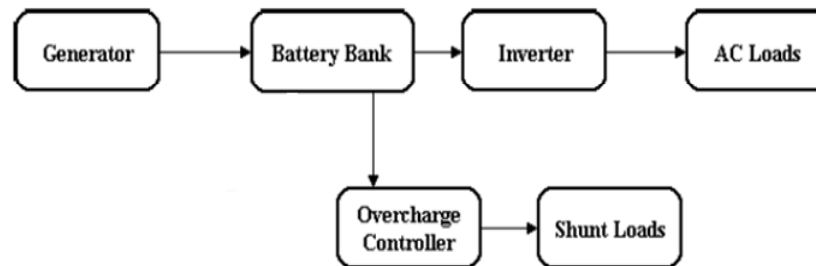 Generator
Battery Bank
Inverter
AC Loads
Overcharge
Controller
Shunt Loads